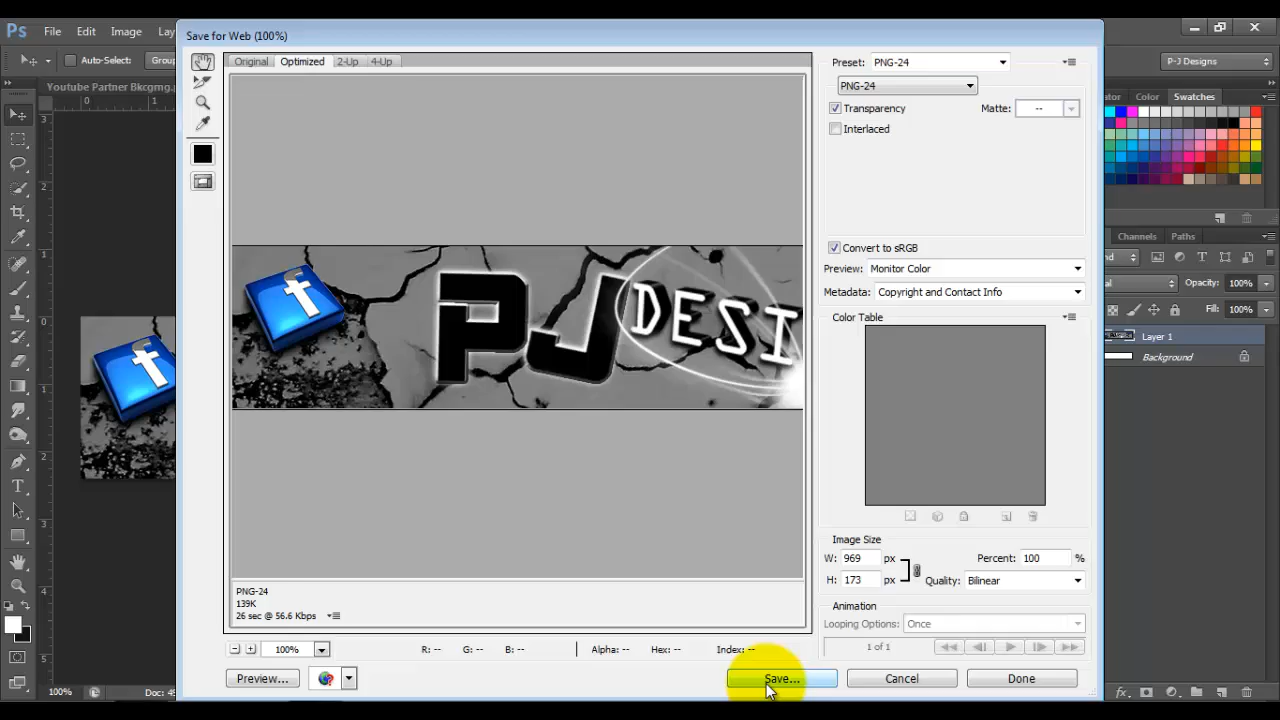 Save for Web (100%)
Ps File Edit Image Lay
Auto-Select: Group
P-J Designs
Youtube Partner Bkcgmg.p
Original Optimized 2-Up 4-Up
Preset: PNG-24
PNG-24
Transparency Matte: --
Interlaced
Convert to sRGB
Preview: Monitor Color
Metadata: Copyright and Contact Info
Color Table
Color Swatches
Channels Paths
Opacity: 100%
Fill: 100%
Layer 1
Background
f PJ DESI
f
Image Size
W: 969 px Percent: 100 %
H: 173 px Quality: Bilinear
Animation
Looping Options: Once
1 of 1
PNG-24
139K
26 sec @ 56.6 Kbps
100% R: -- G: -- B: -- Alpha: -- Hex: -- Index: --
Preview... Save... Cancel Done
100% Doc: 49